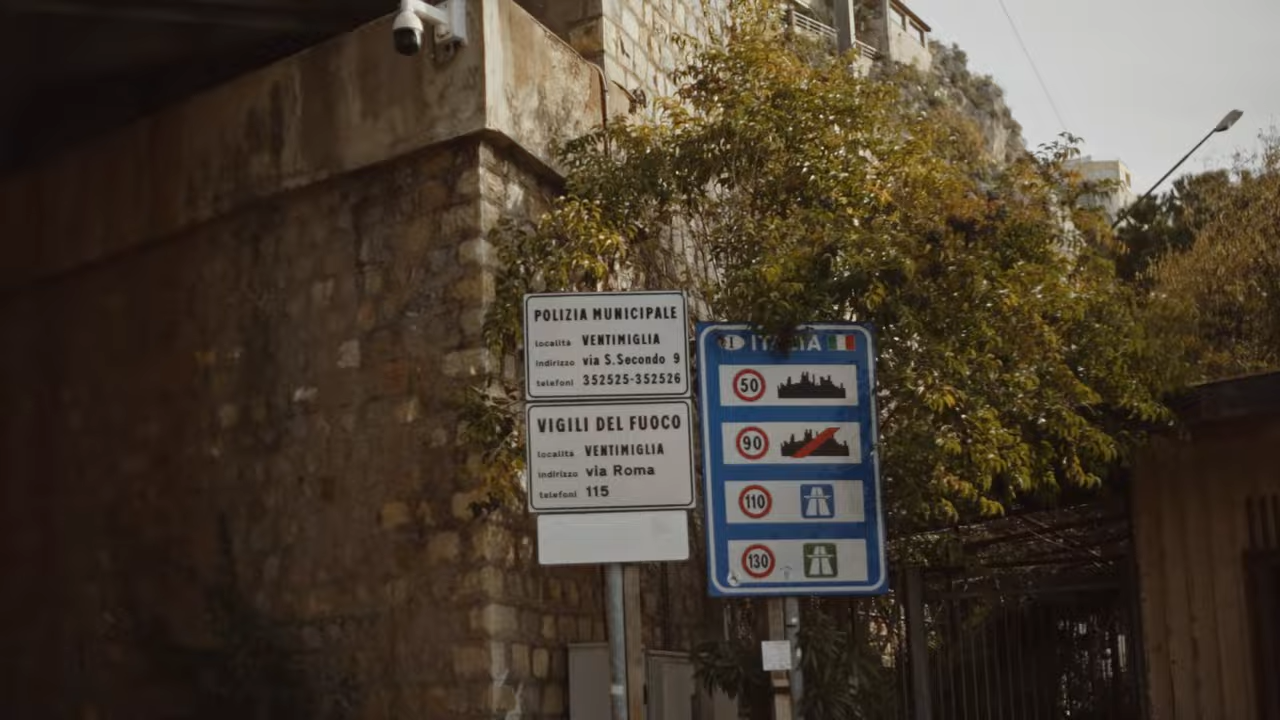 POLIZIA MUNICIPALE
località VENTIMIGLIA
indirizzo via S.Secondo 9
telefoni 352525-352526
VIGILI DEL FUOCO
località VENTIMIGLIA
indirizzo via Roma
telefoni 115
I ITALIA
50
90
110
130